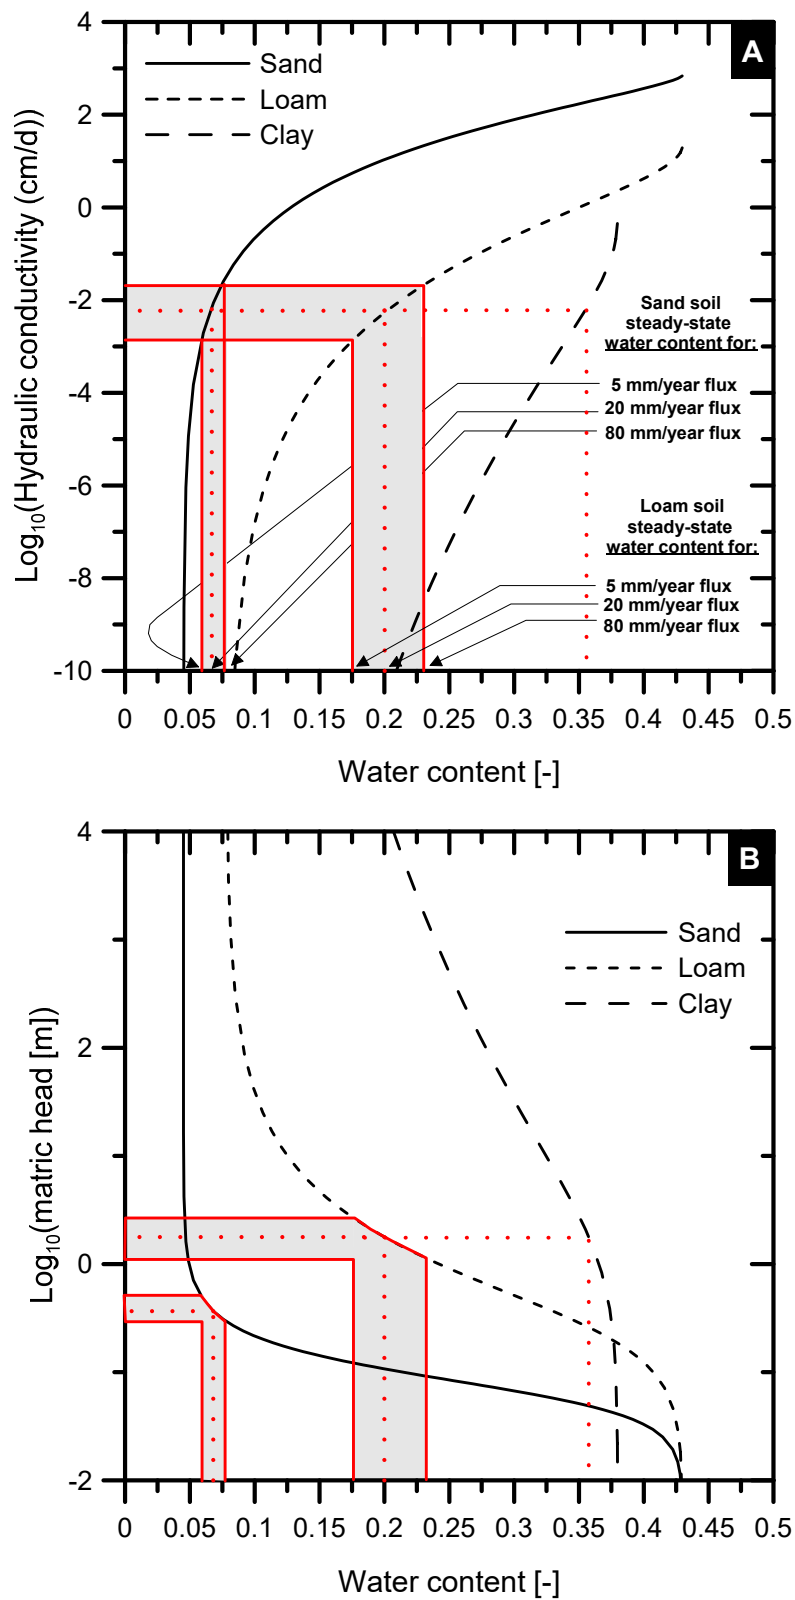 A
Sand
Loam
Clay
Log10(Hydraulic conductivity (cm/d))
4
2
0
-2
-4
-6
-8
-10
Sand soil
steady-state
water content for:
5 mm/year flux
20 mm/year flux
80 mm/year flux
Loam soil
steady-state
water content for:
5 mm/year flux
20 mm/year flux
80 mm/year flux
0 0.05 0.1 0.15 0.2 0.25 0.3 0.35 0.4 0.45 0.5
Water content [-]
B
Sand
Loam
Clay
Log10(matric head [m])
4
2
0
-2
0 0.05 0.1 0.15 0.2 0.25 0.3 0.35 0.4 0.45 0.5
Water content [-]